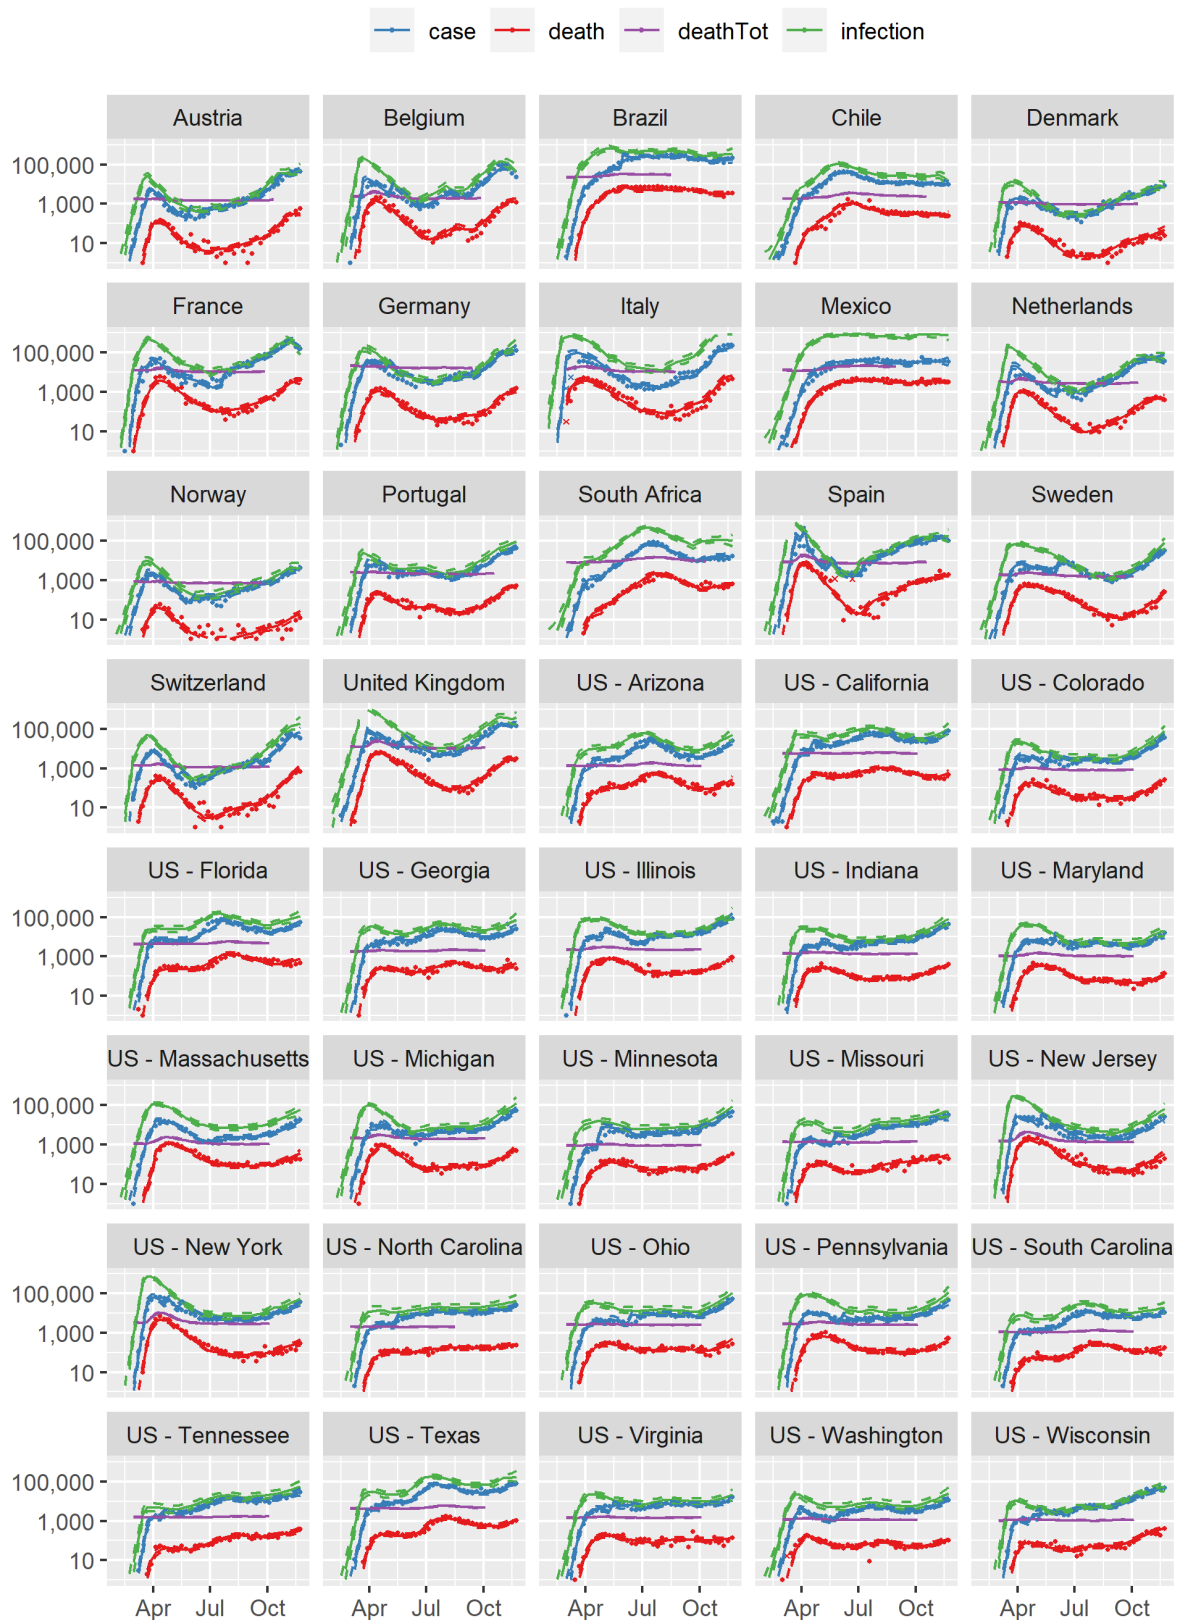 case death deathTot infection
Austria Belgium Brazil Chile Denmark
100,000
1,000
10
France Germany Italy Mexico Netherlands
100,000
1,000
10
Norway Portugal South Africa Spain Sweden
100,000
1,000
10
Switzerland United Kingdom US - Arizona US - California US - Colorado
100,000
1,000
10
US - Florida US - Georgia US - Illinois US - Indiana US - Maryland
100,000
1,000
10
US - Massachusetts US - Michigan US - Minnesota US - Missouri US - New Jersey
100,000
1,000
10
US - New York US - North Carolina US - Ohio US - Pennsylvania US - South Carolina
100,000
1,000
10
US - Tennessee US - Texas US - Virginia US - Washington US - Wisconsin
100,000
1,000
10
Apr Jul Oct Apr Jul Oct Apr Jul Oct Apr Jul Oct Apr Jul Oct